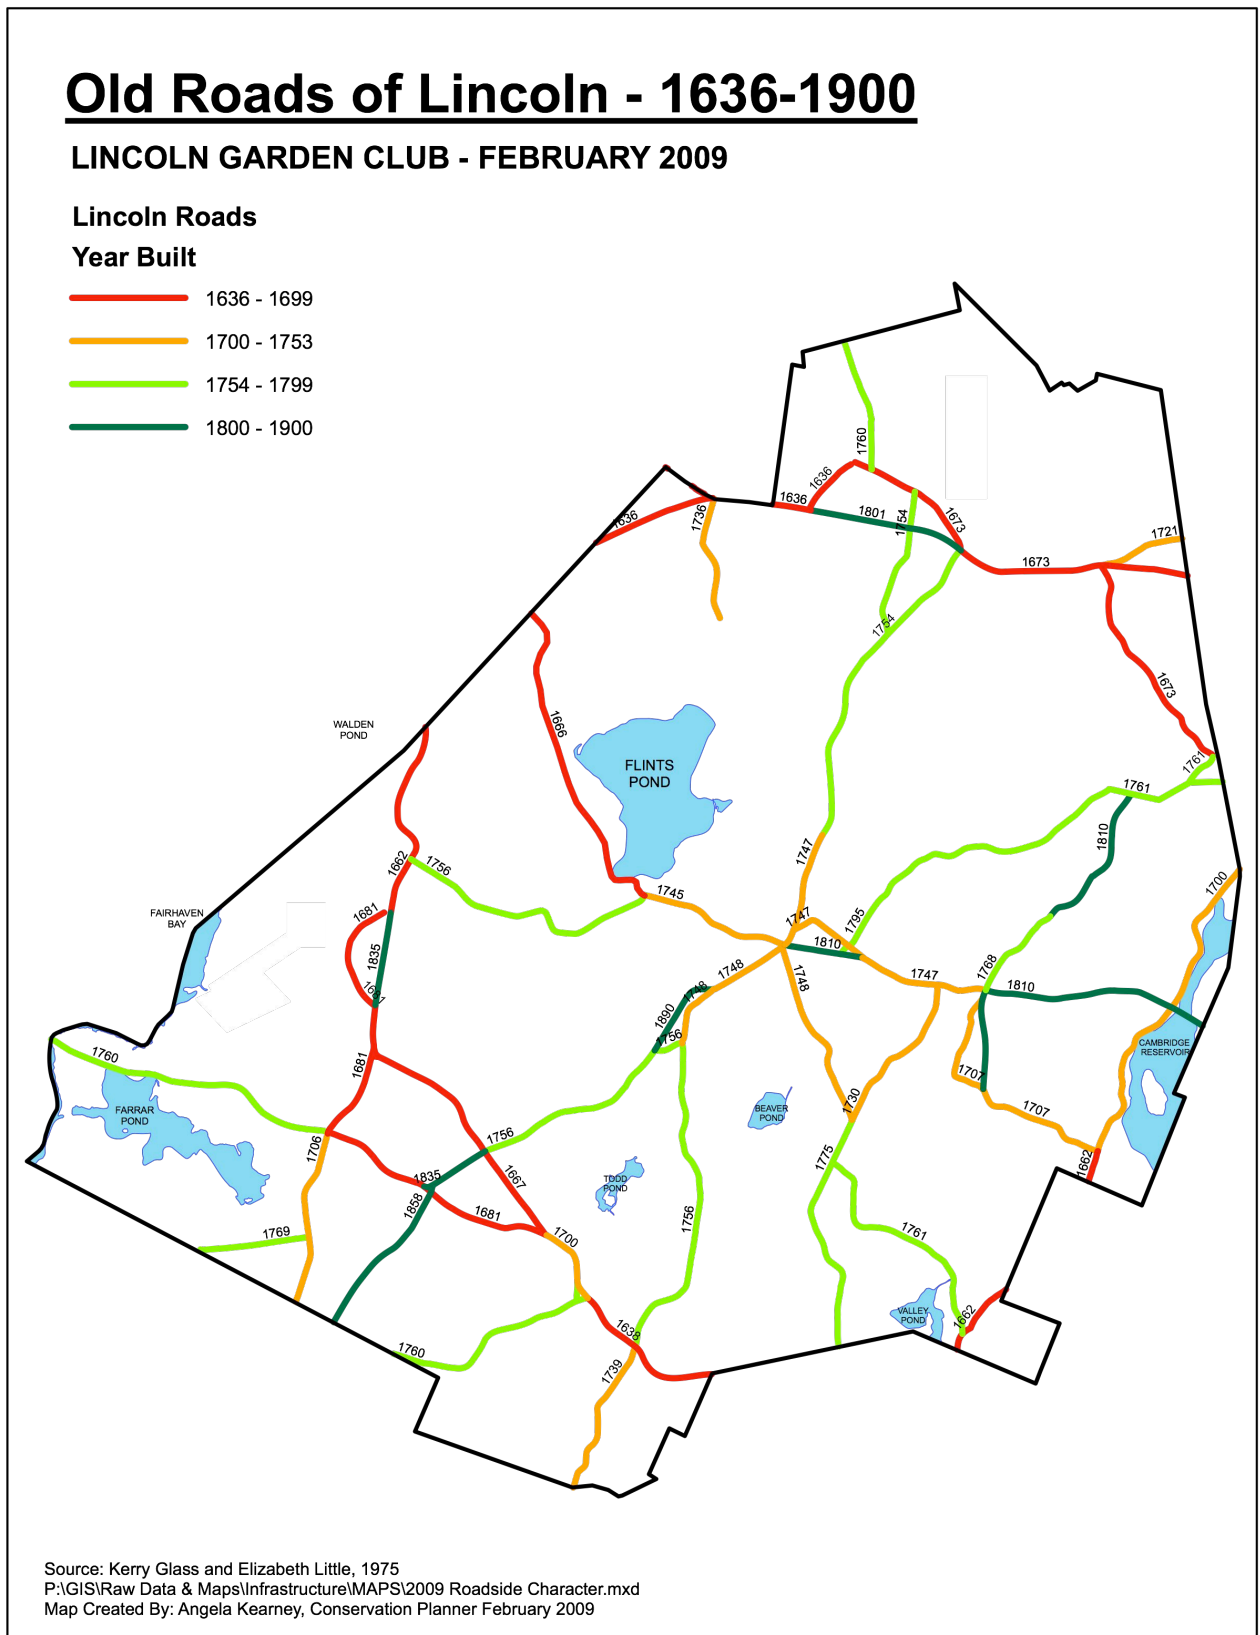 Old Roads of Lincoln - 1636-1900
LINCOLN GARDEN CLUB - FEBRUARY 2009
Lincoln Roads
Year Built
1636 - 1699
1700 - 1753
1754 - 1799
1800 - 1900
1760
1636
1636
1801
1754
1673
1636
1736
1673
1721
1754
1673
1666
WALDEN
POND
FLINTS
POND
1761
1761
1810
1747
1662
1756
1745
1700
1681
FAIRHAVEN
BAY
1747
1795
1810
1835
1748
1748
1747
1768
1810
1681
1748
1890
1756
CAMBRIDGE
RESERVOIR
1760
1681
1707
1707
FARRAR
POND
BEAVER
POND
1730
1706
1756
1775
1662
1667
1835
TODD
POND
1858
1681
1756
1769
1700
1761
VALLEY
POND
1662
1638
1760
1739
Source: Kerry Glass and Elizabeth Little, 1975
P:\GIS\Raw Data & Maps\Infrastructure\MAPS\2009 Roadside Character.mxd
Map Created By: Angela Kearney, Conservation Planner February 2009